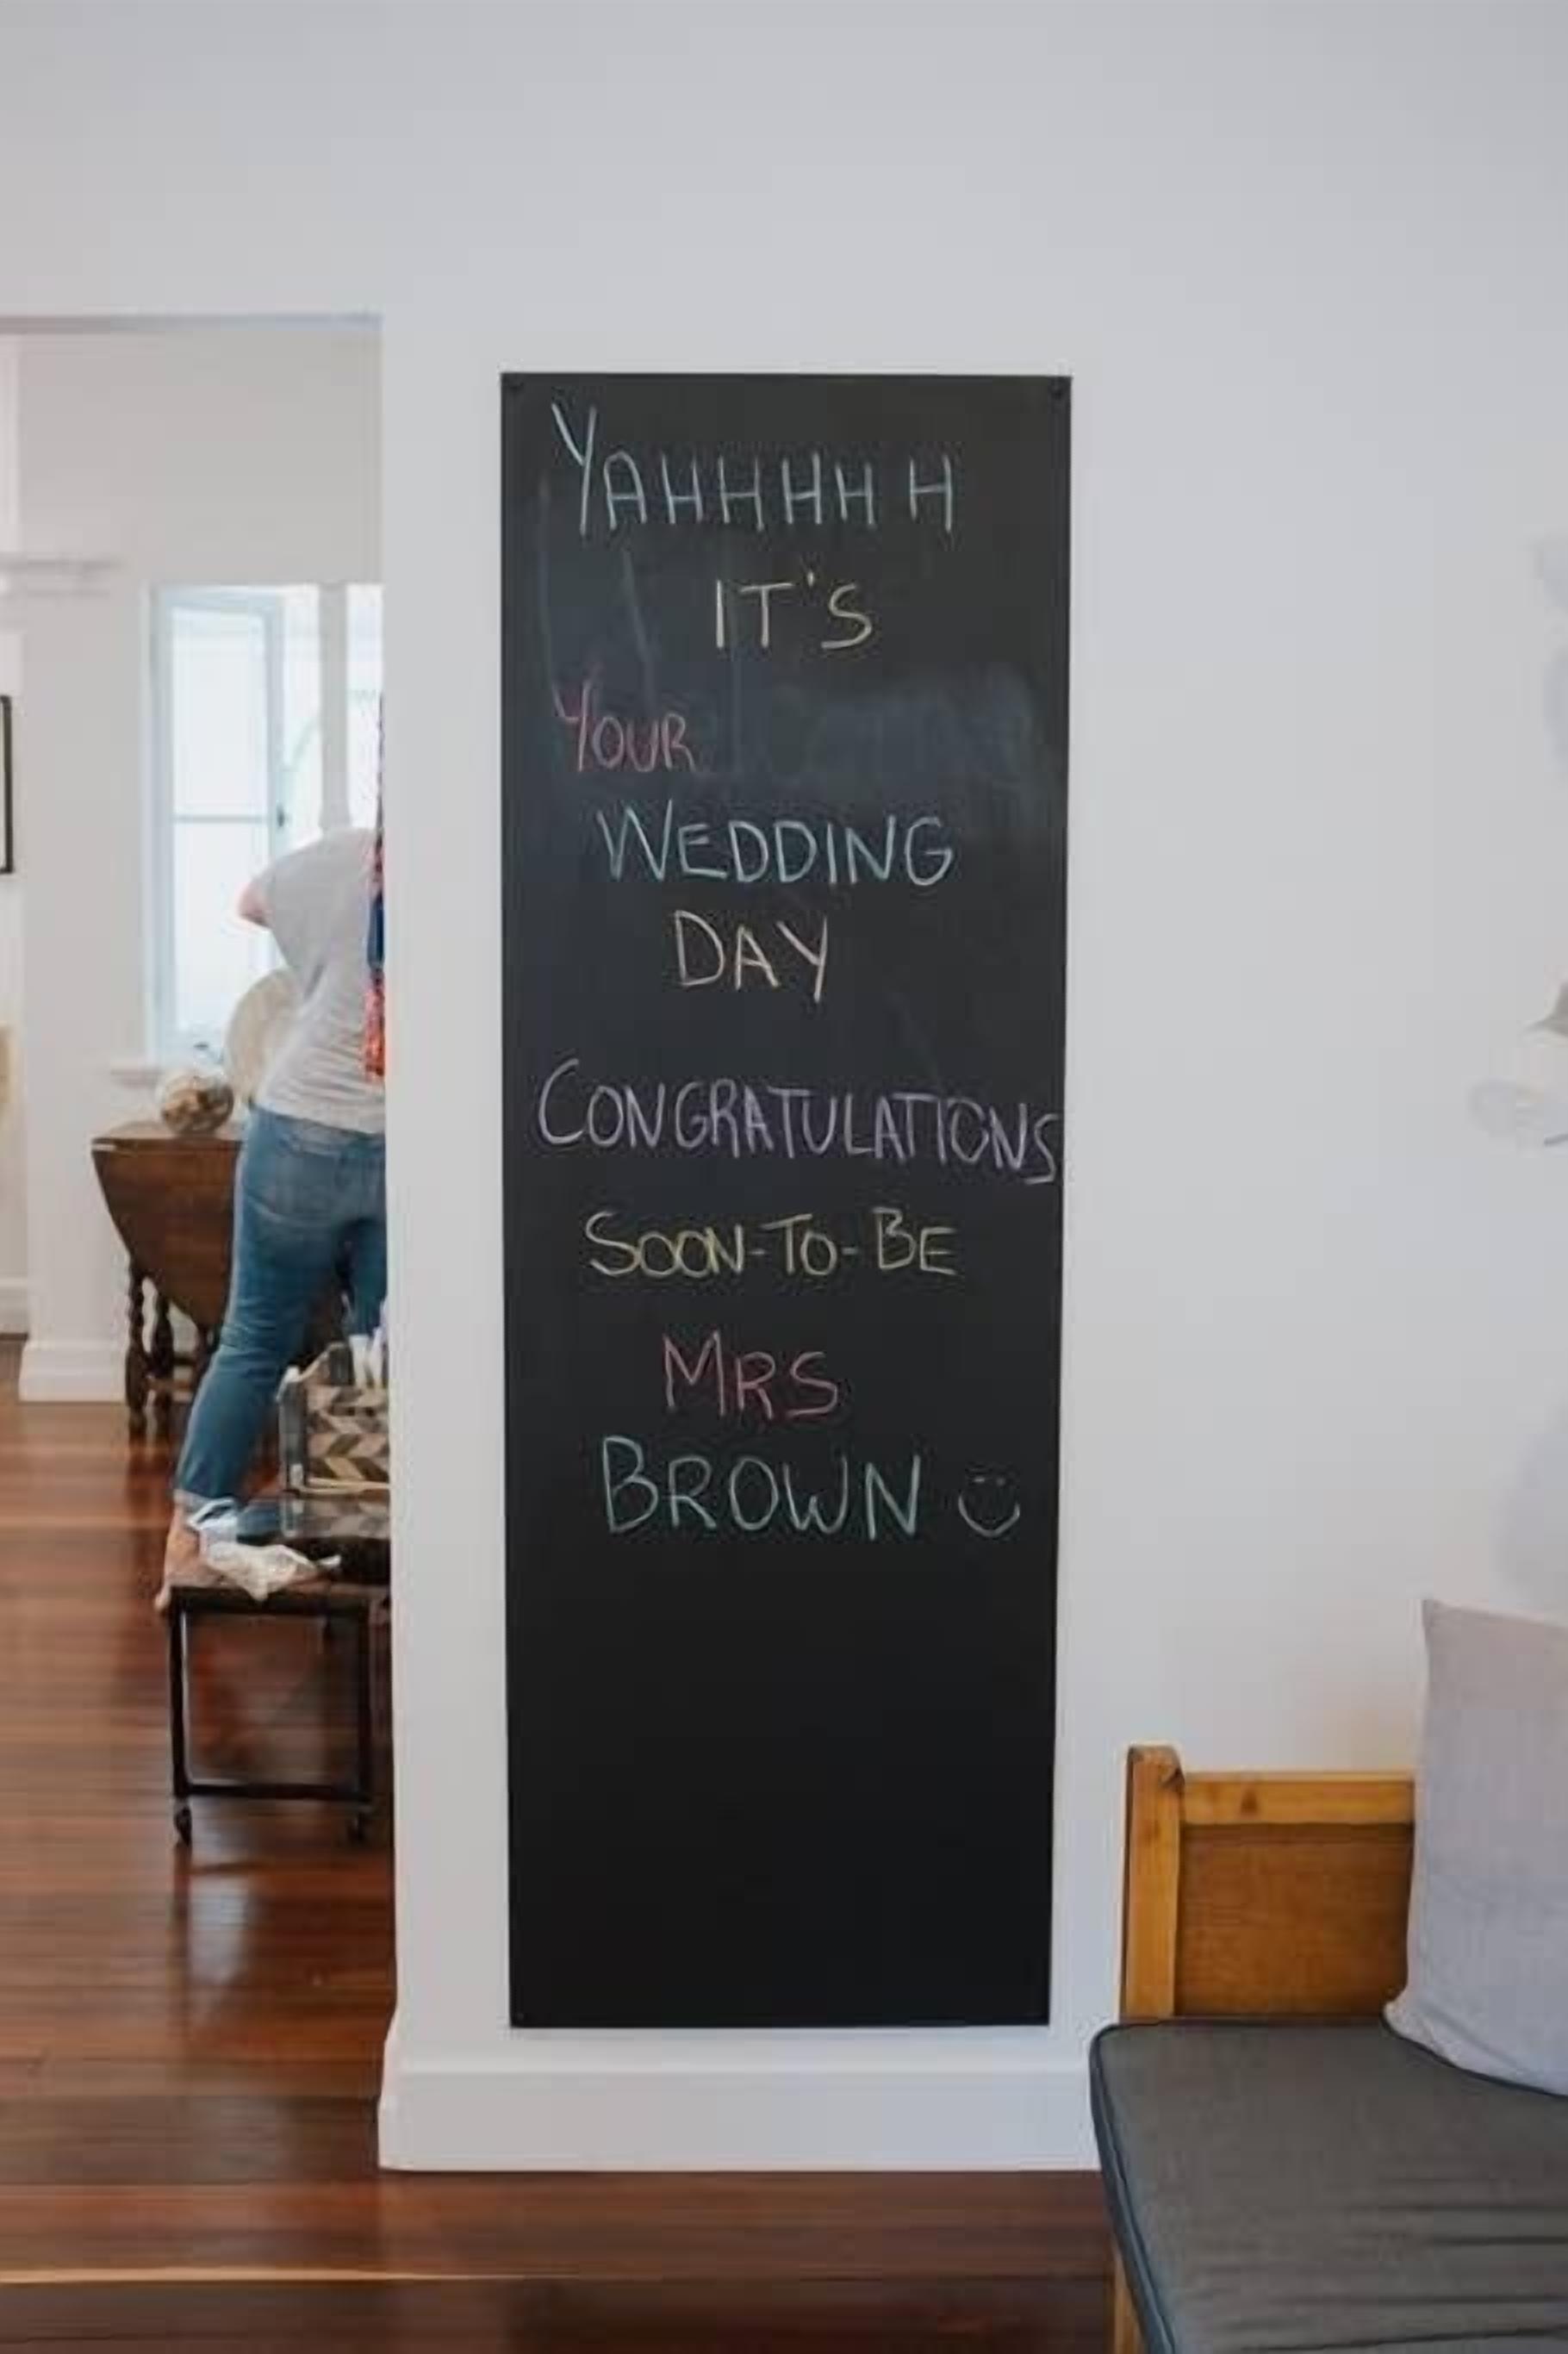 YAHHHHH
IT'S
YOUR
WEDDING
DAY
CONGRATULATIONS
SOON-TO-BE
MRS
BROWN